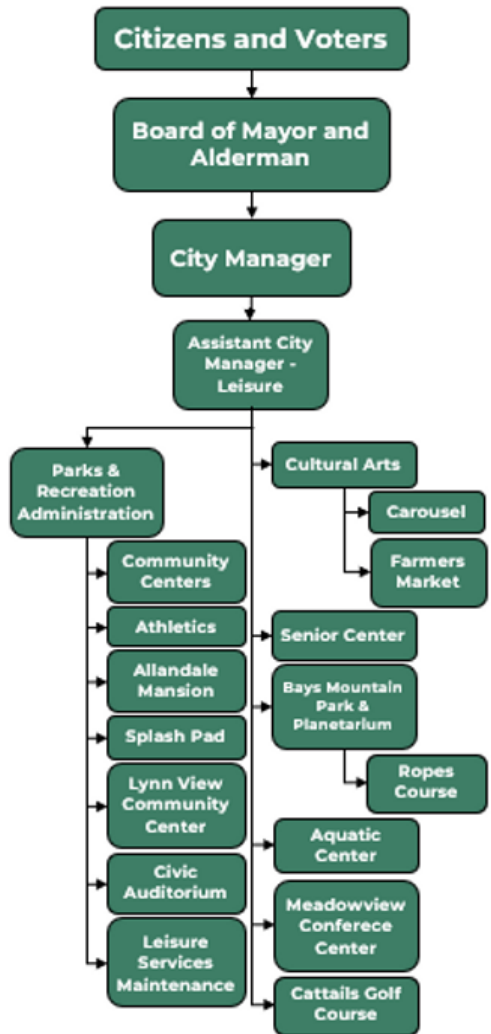 Citizens and Voters
Board of Mayor and
Alderman
City Manager
Assistant City
Manager -
Leisure
Parks &
Recreation
Administration
Community
Centers
Athletics
Allandale
Mansion
Splash Pad
Lynn View
Community
Center
Civic
Auditorium
Leisure
Services
Maintenance
Cultural Arts
Carousel
Farmers
Market
Senior Center
Bays Mountain
Park &
Planetarium
Ropes
Course
Aquatic
Center
Meadowview
Conferece
Center
Cattails Golf
Course